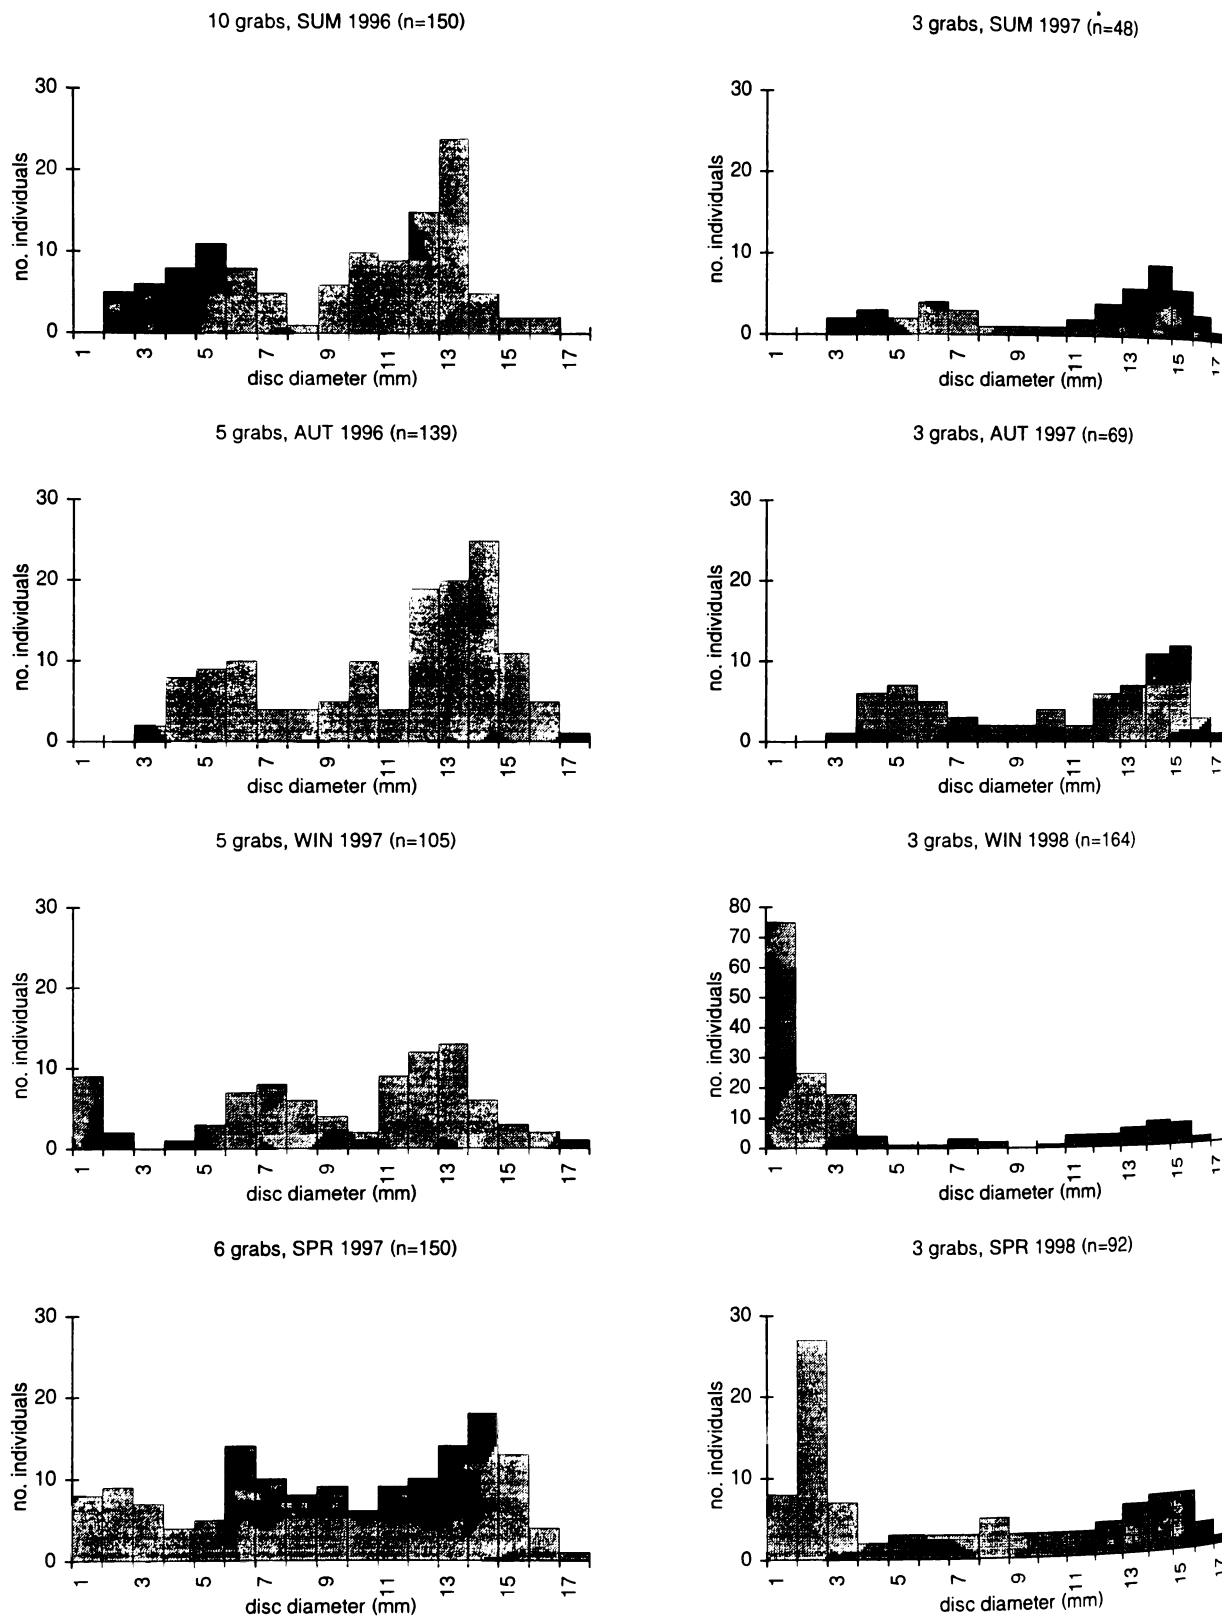 10 grabs, SUM 1996 (n=150)
30
20
10
0
no. individuals
1 3 5 7 9 11 13 15 17
disc diameter (mm)
3 grabs, SUM 1997 (n=48)
30
20
10
0
no. individuals
1 3 5 7 9 11 13 15 17
disc diameter (mm)
5 grabs, AUT 1996 (n=139)
30
20
10
0
no. individuals
1 3 5 7 9 11 13 15 17
disc diameter (mm)
3 grabs, AUT 1997 (n=69)
30
20
10
0
no. individuals
1 3 5 7 9 11 13 15 17
disc diameter (mm)
5 grabs, WIN 1997 (n=105)
30
20
10
0
no. individuals
1 3 5 7 9 11 13 15 17
disc diameter (mm)
3 grabs, WIN 1998 (n=164)
80
70
60
50
40
30
20
10
0
no. individuals
1 3 5 7 9 11 13 15 17
disc diameter (mm)
6 grabs, SPR 1997 (n=150)
30
20
10
0
no. individuals
1 3 5 7 9 11 13 15 17
disc diameter (mm)
3 grabs, SPR 1998 (n=92)
30
20
10
0
no. individuals
1 3 5 7 9 11 13 15 17
disc diameter (mm)